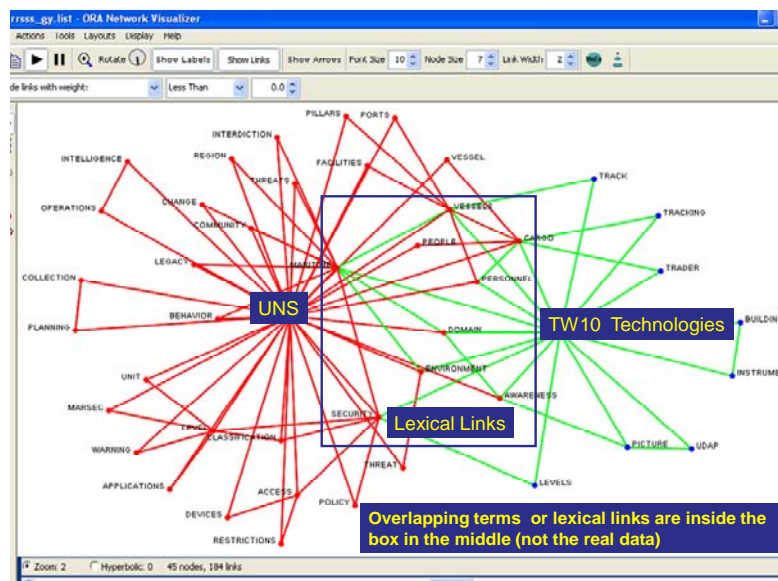 rrsss_gy.list - ORA Network Visualizer
Actions Tools Layouts Display Help
Rotate Show Labels Show Links Show Arrows Font Size 10 Node Size 7 Link Width 2
de links with weight: Less Than 0.0
PILLARS PORTS
INTERDICTION
INTELLIGENCE REGION FACILITIES VESSEL
THREATS TRACK
OPERATIONS CHANGE VESSELS
COMMUNITY TRACKING
PEOPLE CARGO
LEGACY MARITIME TRADER
COLLECTION PERSONNEL
UNS
BEHAVIOR TW10 Technologies BUILDIN
PLANNING DOMAIN
ENVIRONMENT
UNIT INSTRUME
AWARENESS
MARSEC SECURITY
LEVEL Lexical Links
CLASSIFICATION
WARNING PICTURE UDAP
THREAT
APPLICATIONS LEVELS
ACCESS
POLICY
DEVICES
RESTRICTIONS
Overlapping terms or lexical links are inside the
box in the middle (not the real data)
Zoom: 2 Hyperbolic: 0 45 nodes, 184 links